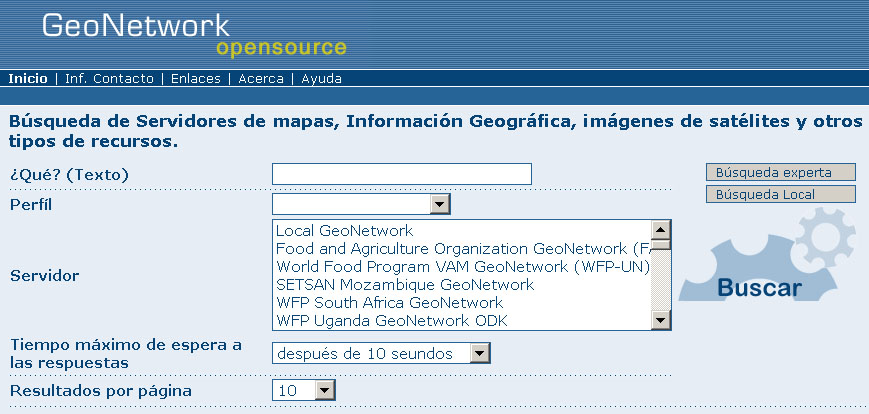 GeoNetwork
opensource
Inicio | Inf. Contacto | Enlaces | Acerca | Ayuda
Búsqueda de Servidores de mapas, Información Geográfica, imágenes de satélites y otros
tipos de recursos.
¿Qué? (Texto)
Búsqueda experta
Búsqueda Local
Perfíl
Local GeoNetwork
Food and Agriculture Organization GeoNetwork (FA
World Food Program VAM GeoNetwork (WFP-UN)
Servidor
SETSAN Mozambique GeoNetwork
WFP South Africa GeoNetwork
WFP Uganda GeoNetwork ODK
Buscar
Tiempo máximo de espera a
las respuestas
después de 10 seundos
Resultados por página
10